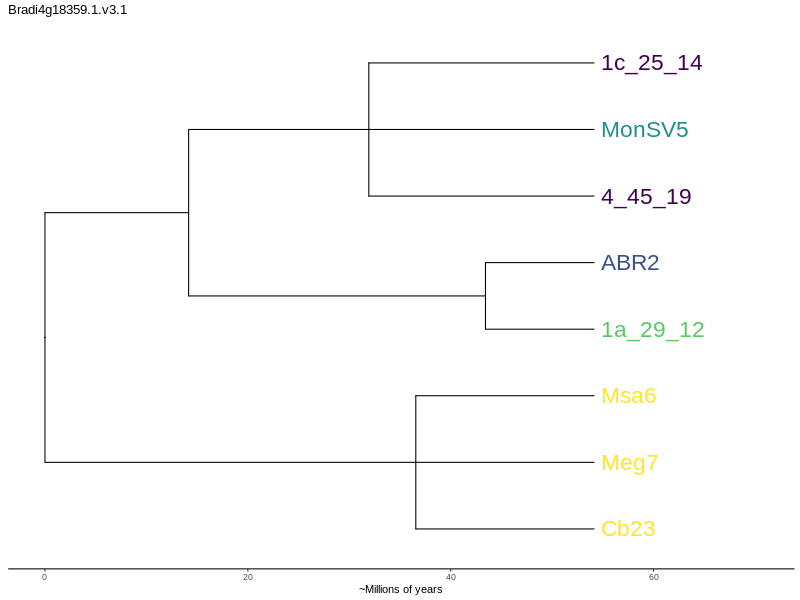 Bradi4g18359.1.v3.1
1c_25_14
MonSV5
4_45_19
ABR2
1a_29_12
Msa6
Meg7
Cb23
0 20 40 60
~Millions of years